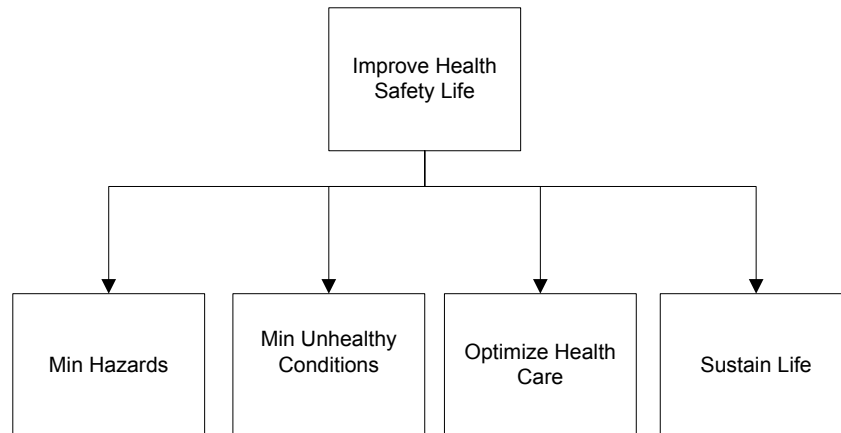 Improve Health
Safety Life
Min Hazards
Min Unhealthy
Conditions
Optimize Health
Care
Sustain Life